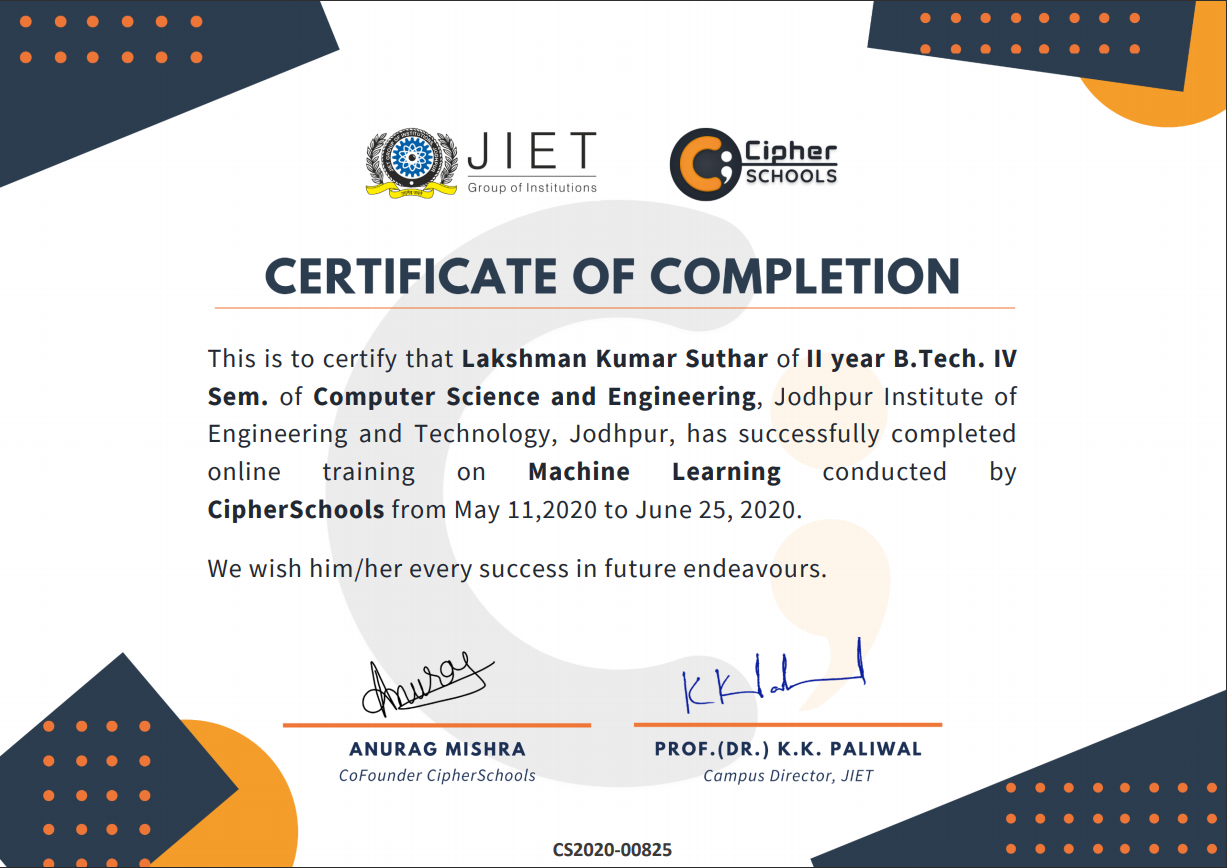 JIET
Group of Institutions
Cipher
SCHOOLS
CERTIFICATE OF COMPLETION
This is to certify that Lakshman Kumar Suthar of II year B.Tech. IV
Sem. of Computer Science and Engineering, Jodhpur Institute of
Engineering and Technology, Jodhpur, has successfully completed
online training on Machine Learning conducted by
CipherSchools from May 11,2020 to June 25, 2020.
We wish him/her every success in future endeavours.
Anurag
ANURAG MISHRA
PROF.(DR.) K.K. PALIWAL
CoFounder CipherSchools
Campus Director, JIET
CS2020-00825